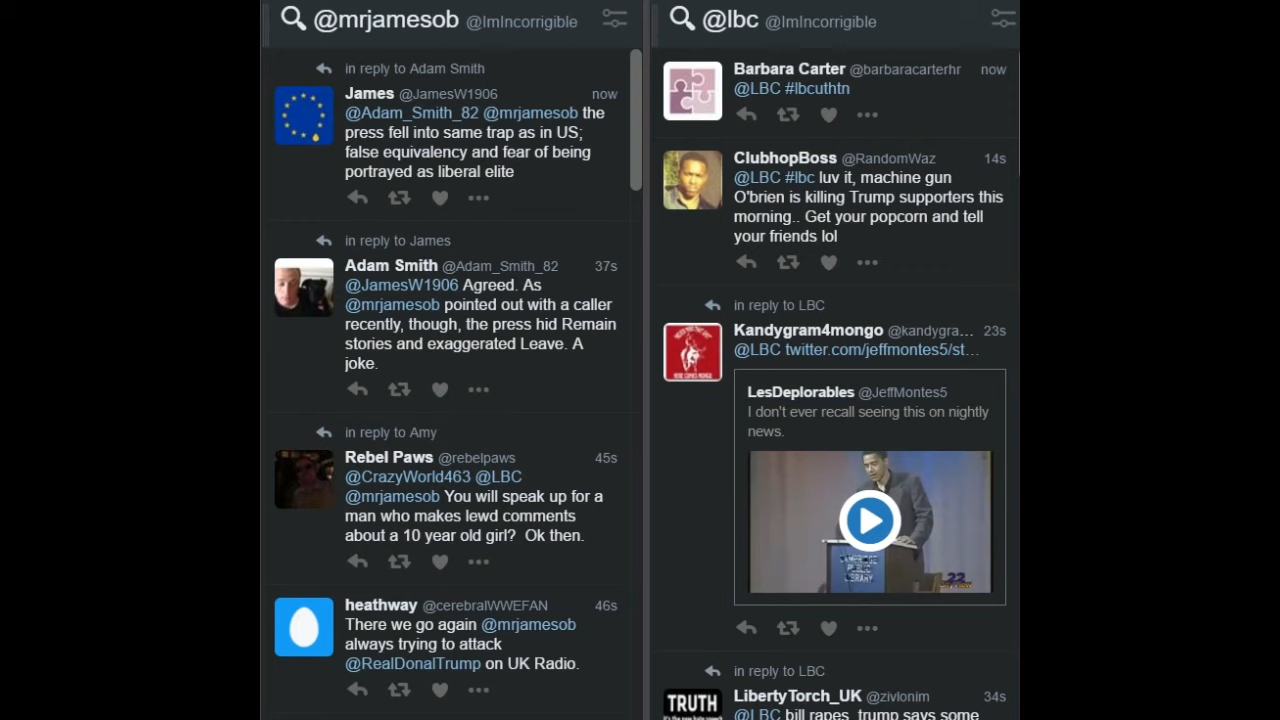 @mrjamesob @ImIncorrigible
in reply to Adam Smith
James @JamesW1906 now
@Adam_Smith_82 @mrjamesob the
press fell into same trap as in US;
false equivalency and fear of being
portrayed as liberal elite
in reply to James
Adam Smith @Adam_Smith_82 37s
@JamesW1906 Agreed. As
@mrjamesob pointed out with a caller
recently, though, the press hid Remain
stories and exaggerated Leave. A
joke.
in reply to Amy
Rebel Paws @rebelpaws 45s
@CrazyWorld463 @LBC
@mrjamesob You will speak up for a
man who makes lewd comments
about a 10 year old girl? Ok then.
heathway @cerebralWWEFAN 46s
There we go again @mrjamesob
always trying to attack
@RealDonalTrump on UK Radio.
@lbc @ImIncorrigible
Barbara Carter @barbaracarterhr now
@LBC #lbcuthtn
ClubhopBoss @RandomWaz 14s
@LBC #lbc luv it, machine gun
O'brien is killing Trump supporters this
morning.. Get your popcorn and tell
your friends lol
in reply to LBC
Kandygram4mongo @kandygra... 23s
@LBC twitter.com/jeffmontes5/st...
LesDeplorables @JeffMontes5
I don't ever recall seeing this on nightly
news.
CAMBRIDGE
PUBLIC
LIBRARY
22
in reply to LBC
LibertyTorch_UK @zivlonim 34s
@LBC bill rapes, trump says some
TRUTH